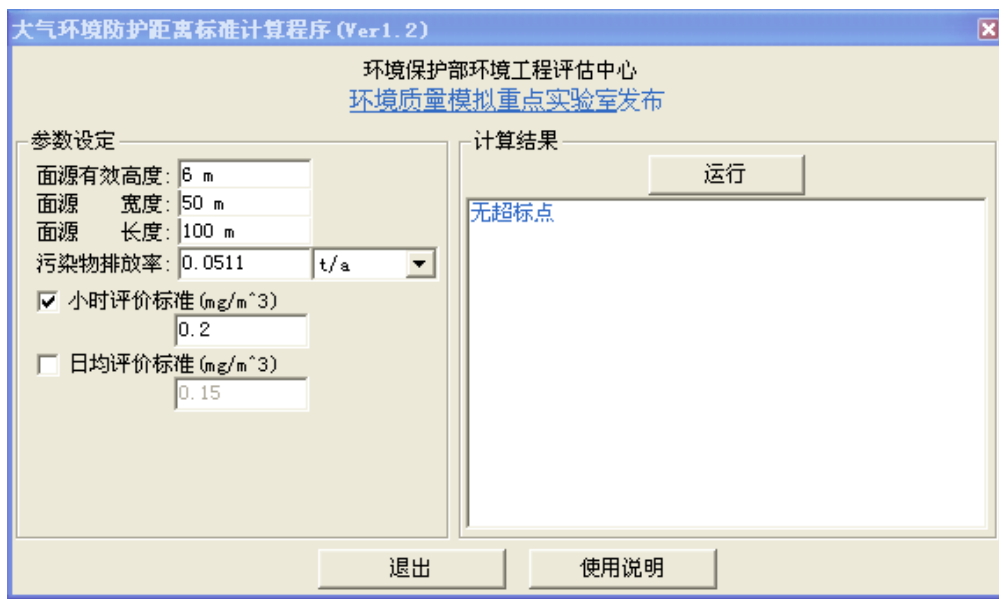 大气环境防护距离标准计算程序(Ver1.2)
环境保护部环境工程评估中心
环境质量模拟重点实验室发布
参数设定
面源有效高度: 6 m
面源 宽度: 50 m
面源 长度: 100 m
污染物排放率: 0.0511 t/a
小时评价标准(mg/m^3)
0.2
日均评价标准(mg/m^3)
0.15
计算结果
运行
无超标点
退出 使用说明